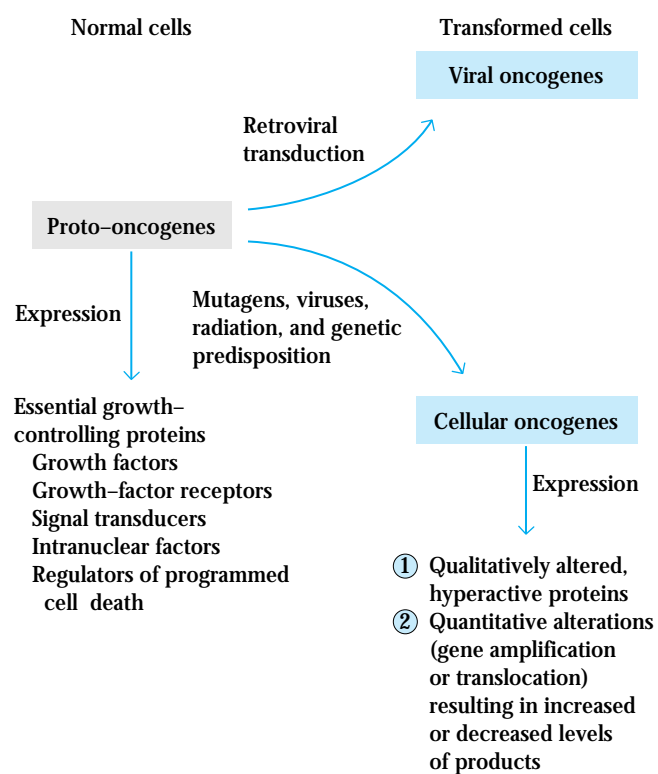 Normal cells
Transformed cells
Viral oncogenes
Retroviral
transduction
Proto–oncogenes
Expression
Mutagens, viruses,
radiation, and genetic
predisposition
Essential growth–
controlling proteins
Growth factors
Growth–factor receptors
Signal transducers
Intranuclear factors
Regulators of programmed
cell death
Cellular oncogenes
Expression
1 Qualitatively altered,
hyperactive proteins
2 Quantitative alterations
(gene amplification
or translocation)
resulting in increased
or decreased levels
of products